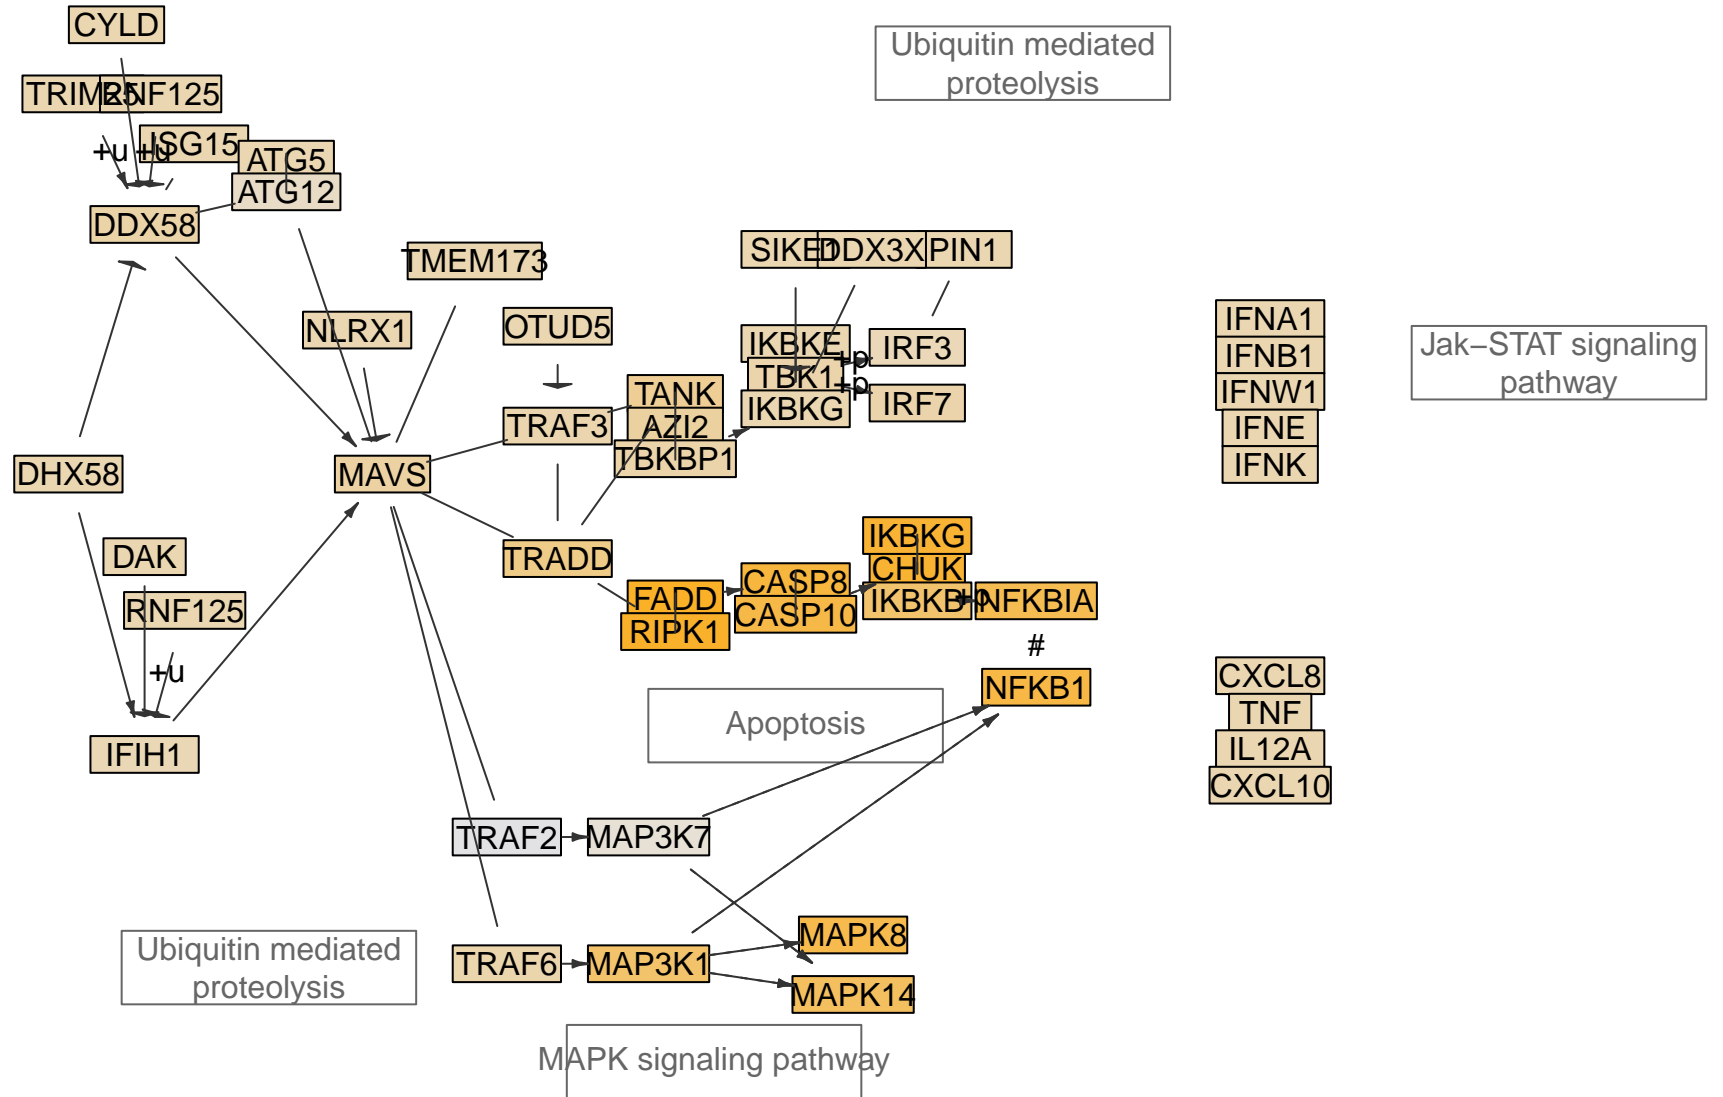 CYLD
Ubiquitin mediated
proteolysis
TRIM25
RNF125
ISG15
+u
+u
ATG5
ATG12
DDX58
TMEM173
SIKE1
DDX3X
PIN1
NLRX1
OTUD5
IKBKE
IRF3
+p
TBK1
+p
IKBKG
IRF7
IFNA1
IFNB1
IFNW1
IFNE
IFNK
Jak−STAT signaling
pathway
TANK
TRAF3
AZI2
TBKBP1
DHX58
MAVS
DAK
TRADD
IKBKG
CHUK
IKBKB
+p
NFKBIA
CASP8
CASP10
FADD
RIPK1
RNF125
+u
#
NFKB1
CXCL8
TNF
IL12A
CXCL10
Apoptosis
IFIH1
TRAF2
MAP3K7
MAPK8
Ubiquitin mediated
proteolysis
TRAF6
MAP3K1
MAPK14
MAPK signaling pathway